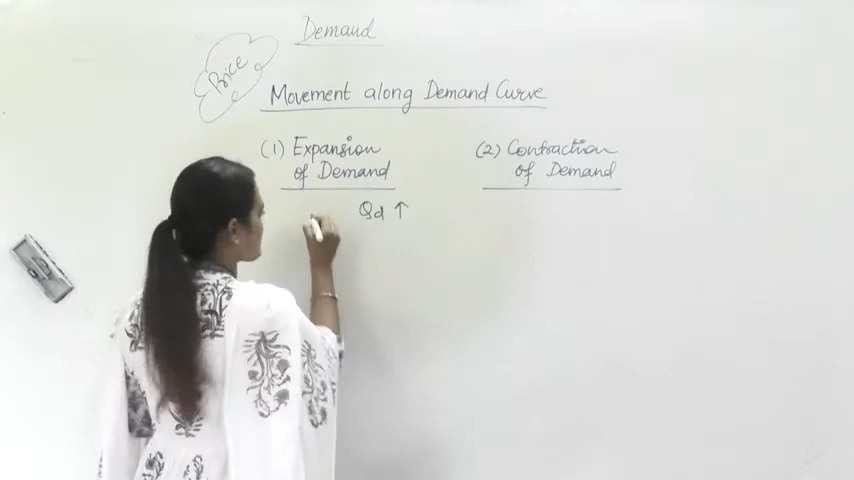 Demand
Price
Movement along Demand Curve
(1) Expansion
of Demand
(2) Contraction
of Demand
Qd ↑